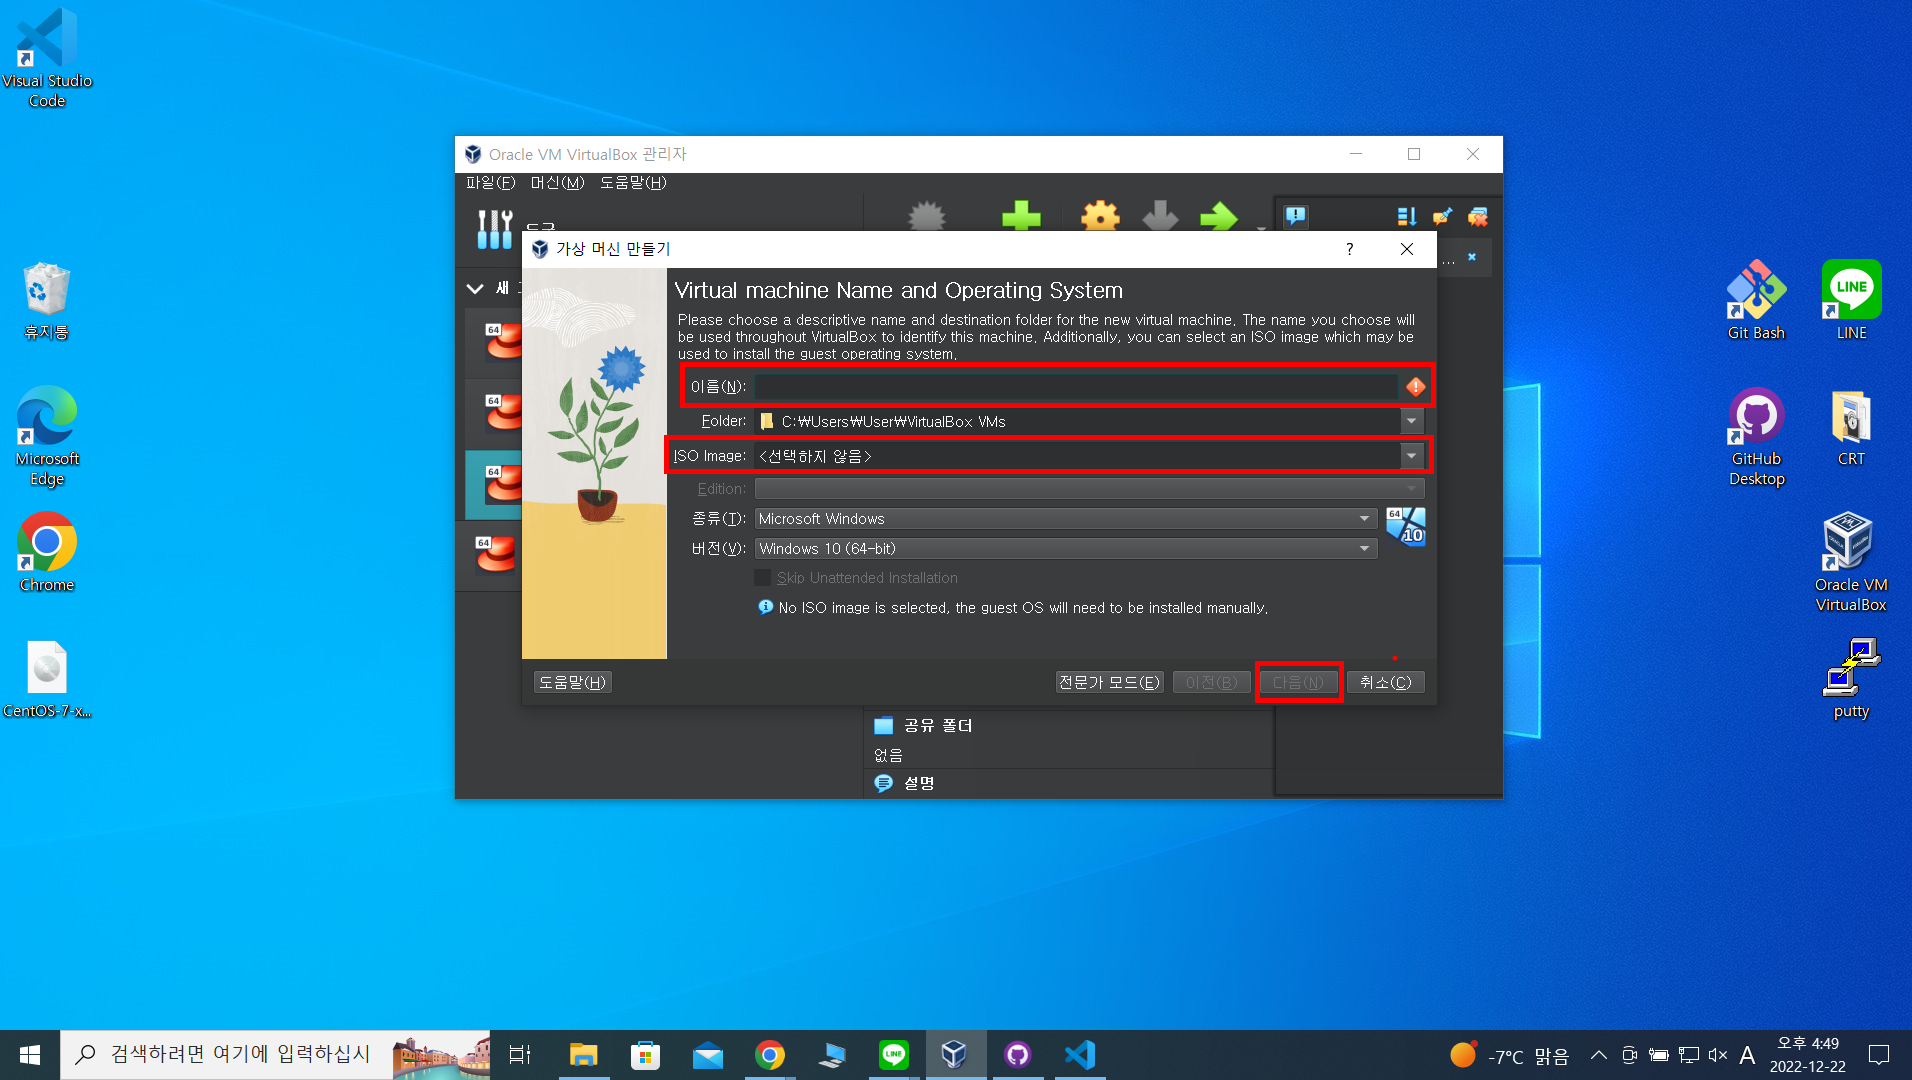 Visual Studio
Code
휴지통
Microsoft
Edge
Chrome
CentOS-7-x...
Oracle VM VirtualBox 관리자
파일(F) 머신(M) 도움말(H)
새
64
64
64
64
...
가상 머신 만들기
?
Virtual machine Name and Operating System
Please choose a descriptive name and destination folder for the new virtual machine. The name you choose will
be used throughout VirtualBox to identify this machine. Additionally, you can select an ISO image which may be
used to install the guest operating system.
이름(N):
Folder: C:₩Users₩User₩VirtualBox VMs
ISO Image: <선택하지 않음>
Edition:
종류(T): Microsoft Windows
64
10
버전(V): Windows 10 (64-bit)
Skip Unattended Installation
No ISO image is selected, the guest OS will need to be installed manually.
도움말(H) 전문가 모드(E) 이전(B) 다음(N) 취소(C)
공유 폴더
없음
설명
Git Bash
LINE
LINE
GitHub
Desktop
CRT
Oracle VM
VirtualBox
putty
검색하려면 여기에 입력하십시
LINE
-7°C 맑음
A
오후 4:49
2022-12-22